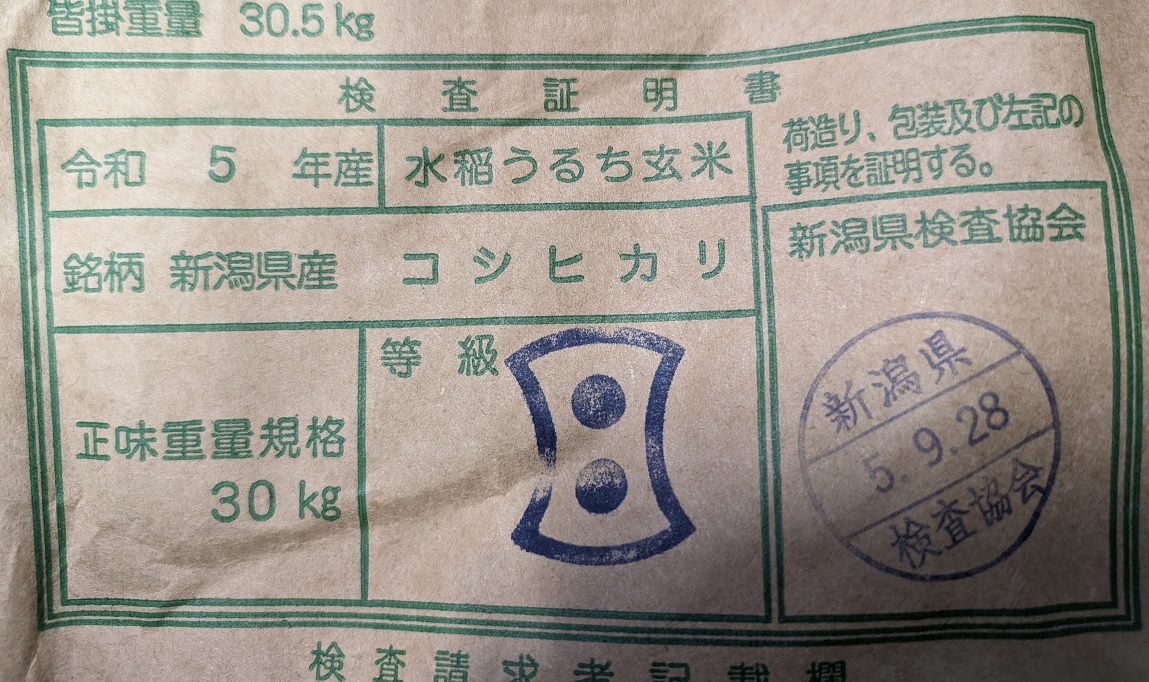 皆掛重量 30.5kg
検査証明書
令和 5 年産
水稲うるち玄米
銘柄 新潟県産 コシヒカリ
正味重量規格
30kg
等級
荷造り、包装及び左記の
事項を証明する。
新潟県検査協会
新潟県
5.9.28
検査協会
検査請求者記載欄